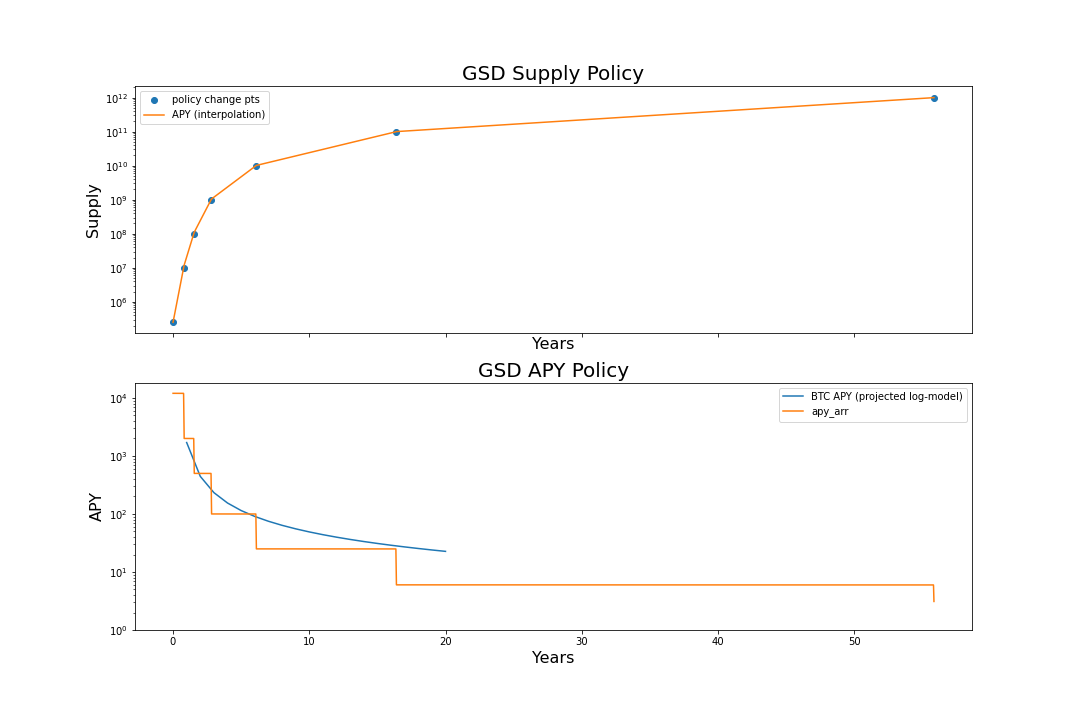 GSD Supply Policy
policy change pts
APY (interpolation)
10¹²
10¹¹
10¹⁰
10⁹
10⁸
10⁷
10⁶
Supply
Years
GSD APY Policy
BTC APY (projected log-model)
apy_arr
10⁴
10³
10²
10¹
10⁰
APY
0 10 20 30 40 50
Years